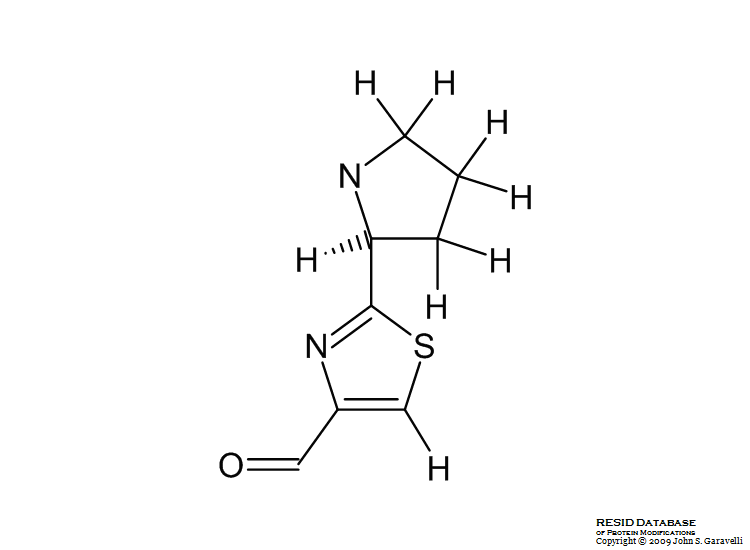 H H
H
N
H
H H
H
N S
O H
RESID DATABASE
OF PROTEIN MODIFICATIONS
Copyright © 2009 John S. Garavelli